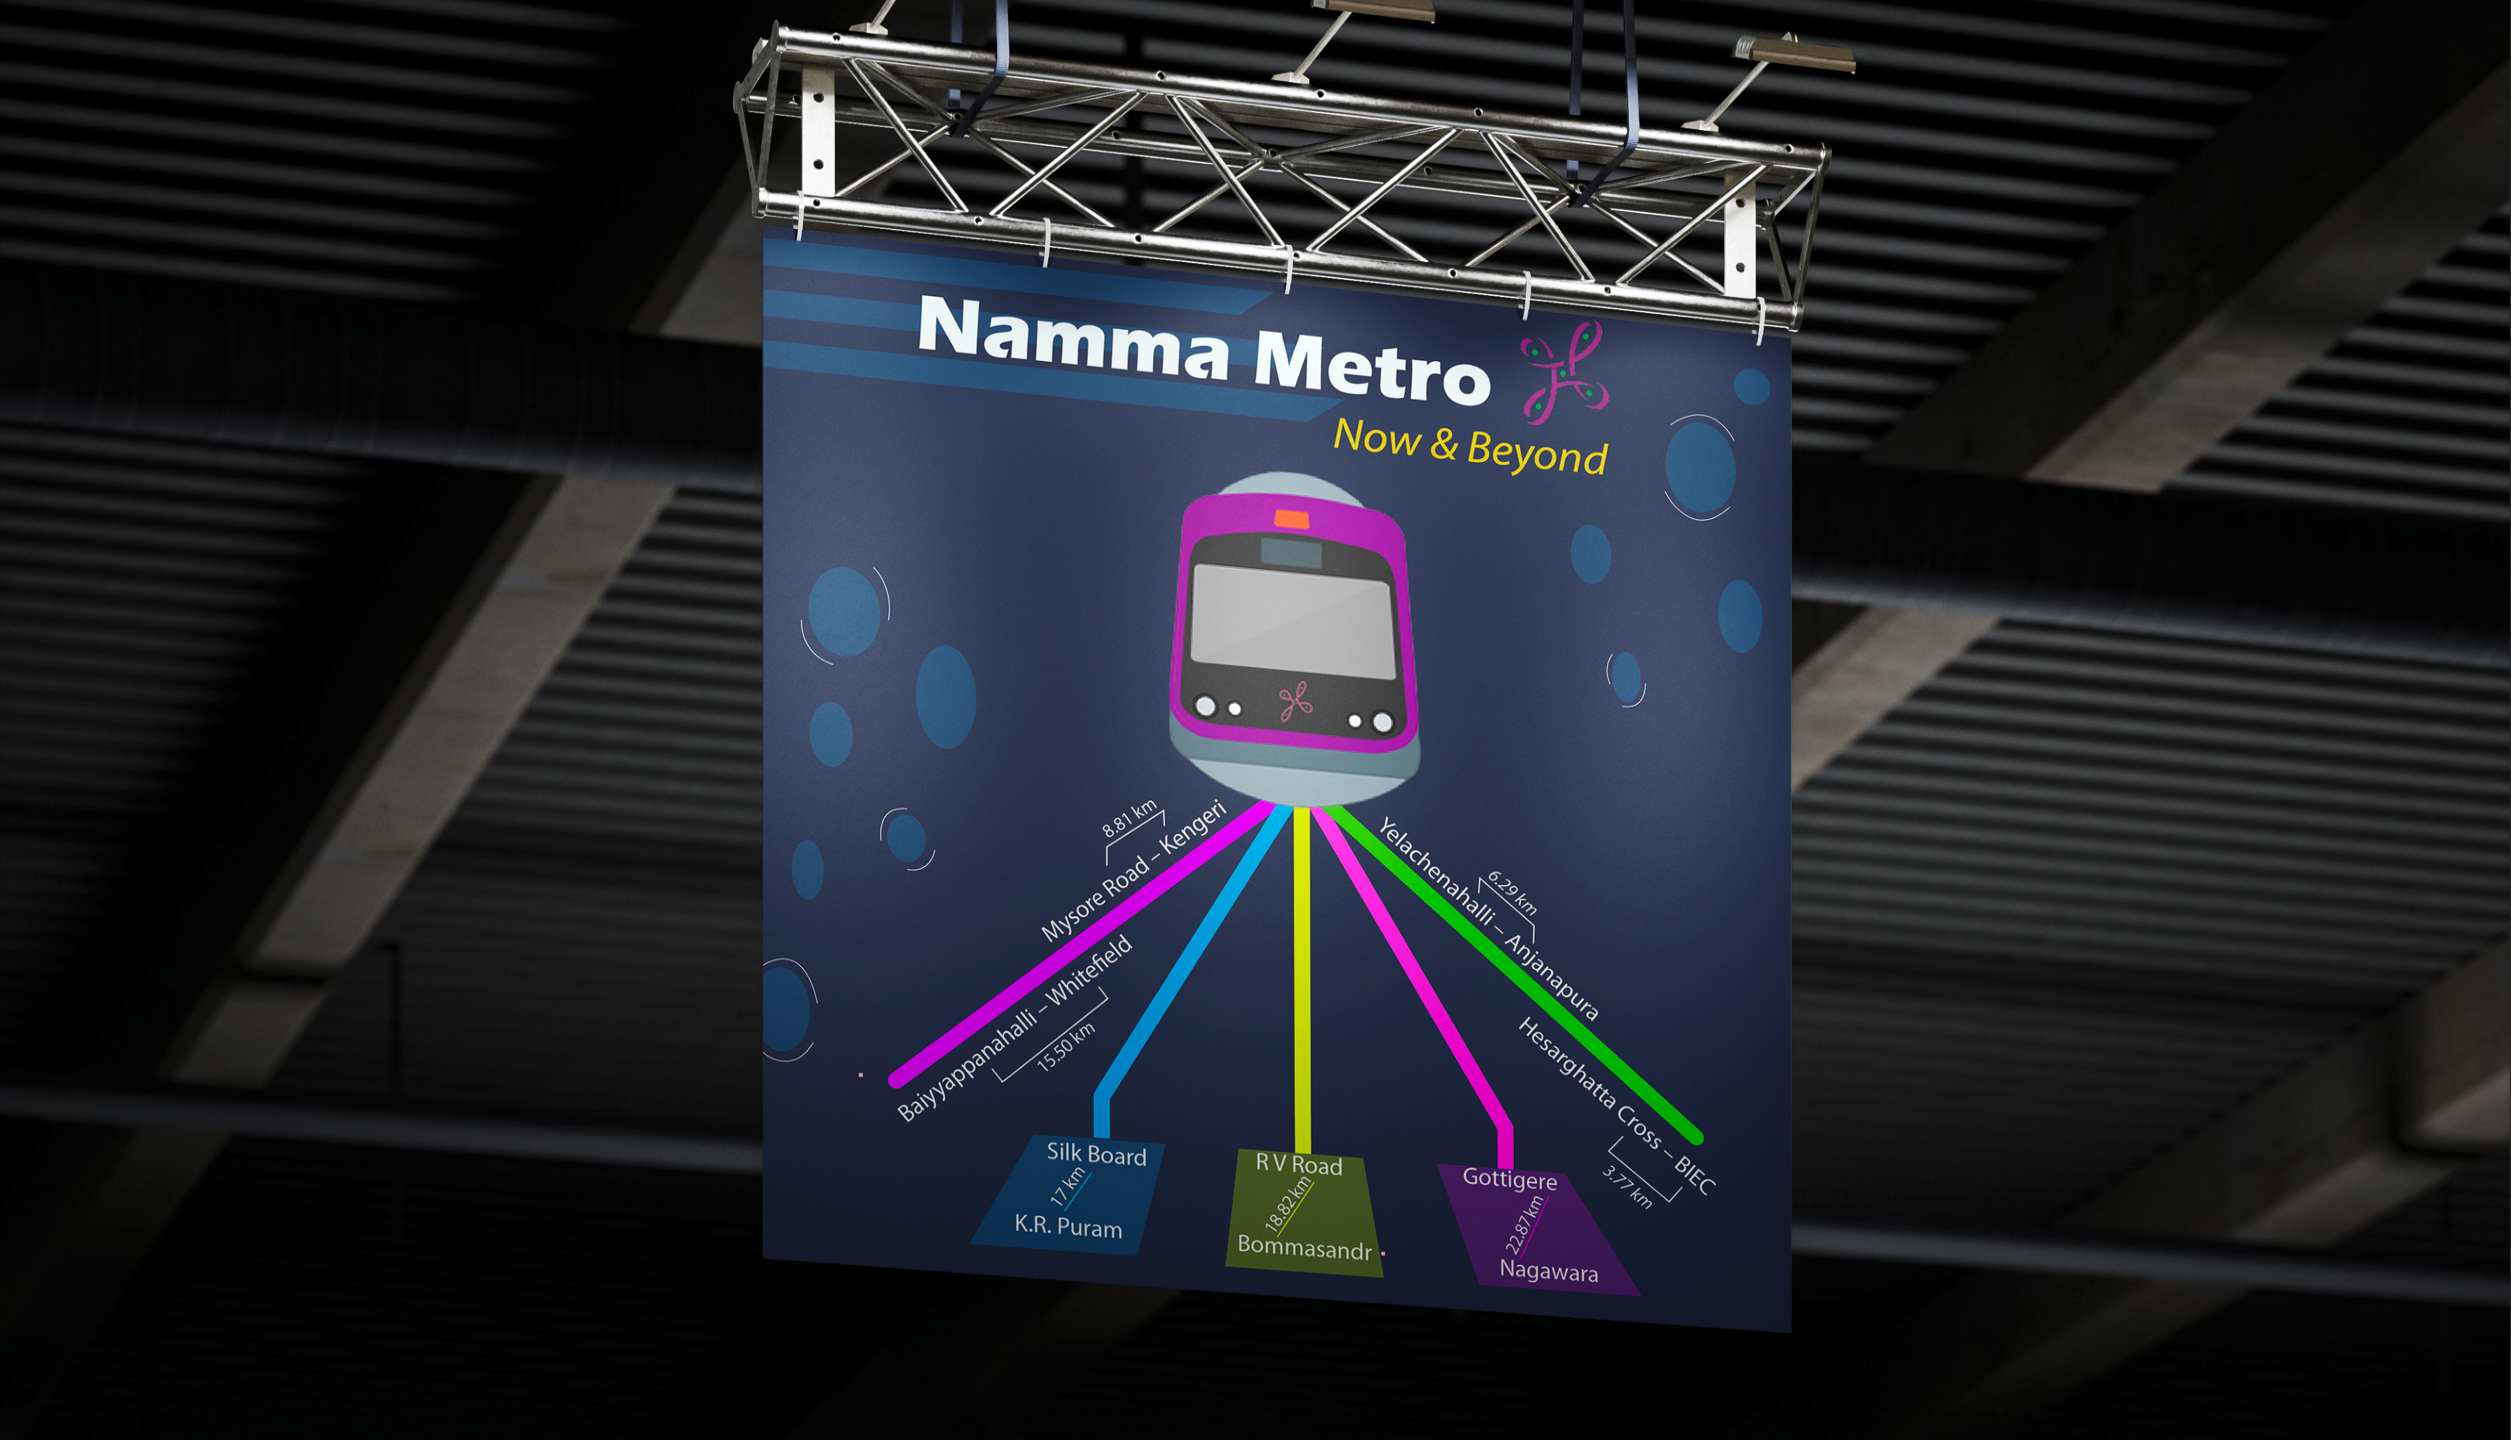 Namma Metro
Now & Beyond
8.81 km
Mysore Road – Kengeri
Baiyyappanahalli – Whitefield
15.50 km
Yelachenahalli – Anjanapura
6.29 km
Hesarghatta Cross – BIEC
3.77 km
Silk Board
17 km
K.R. Puram
R V Road
18.82 km
Bommasandr
Gottigere
22.87 km
Nagawara